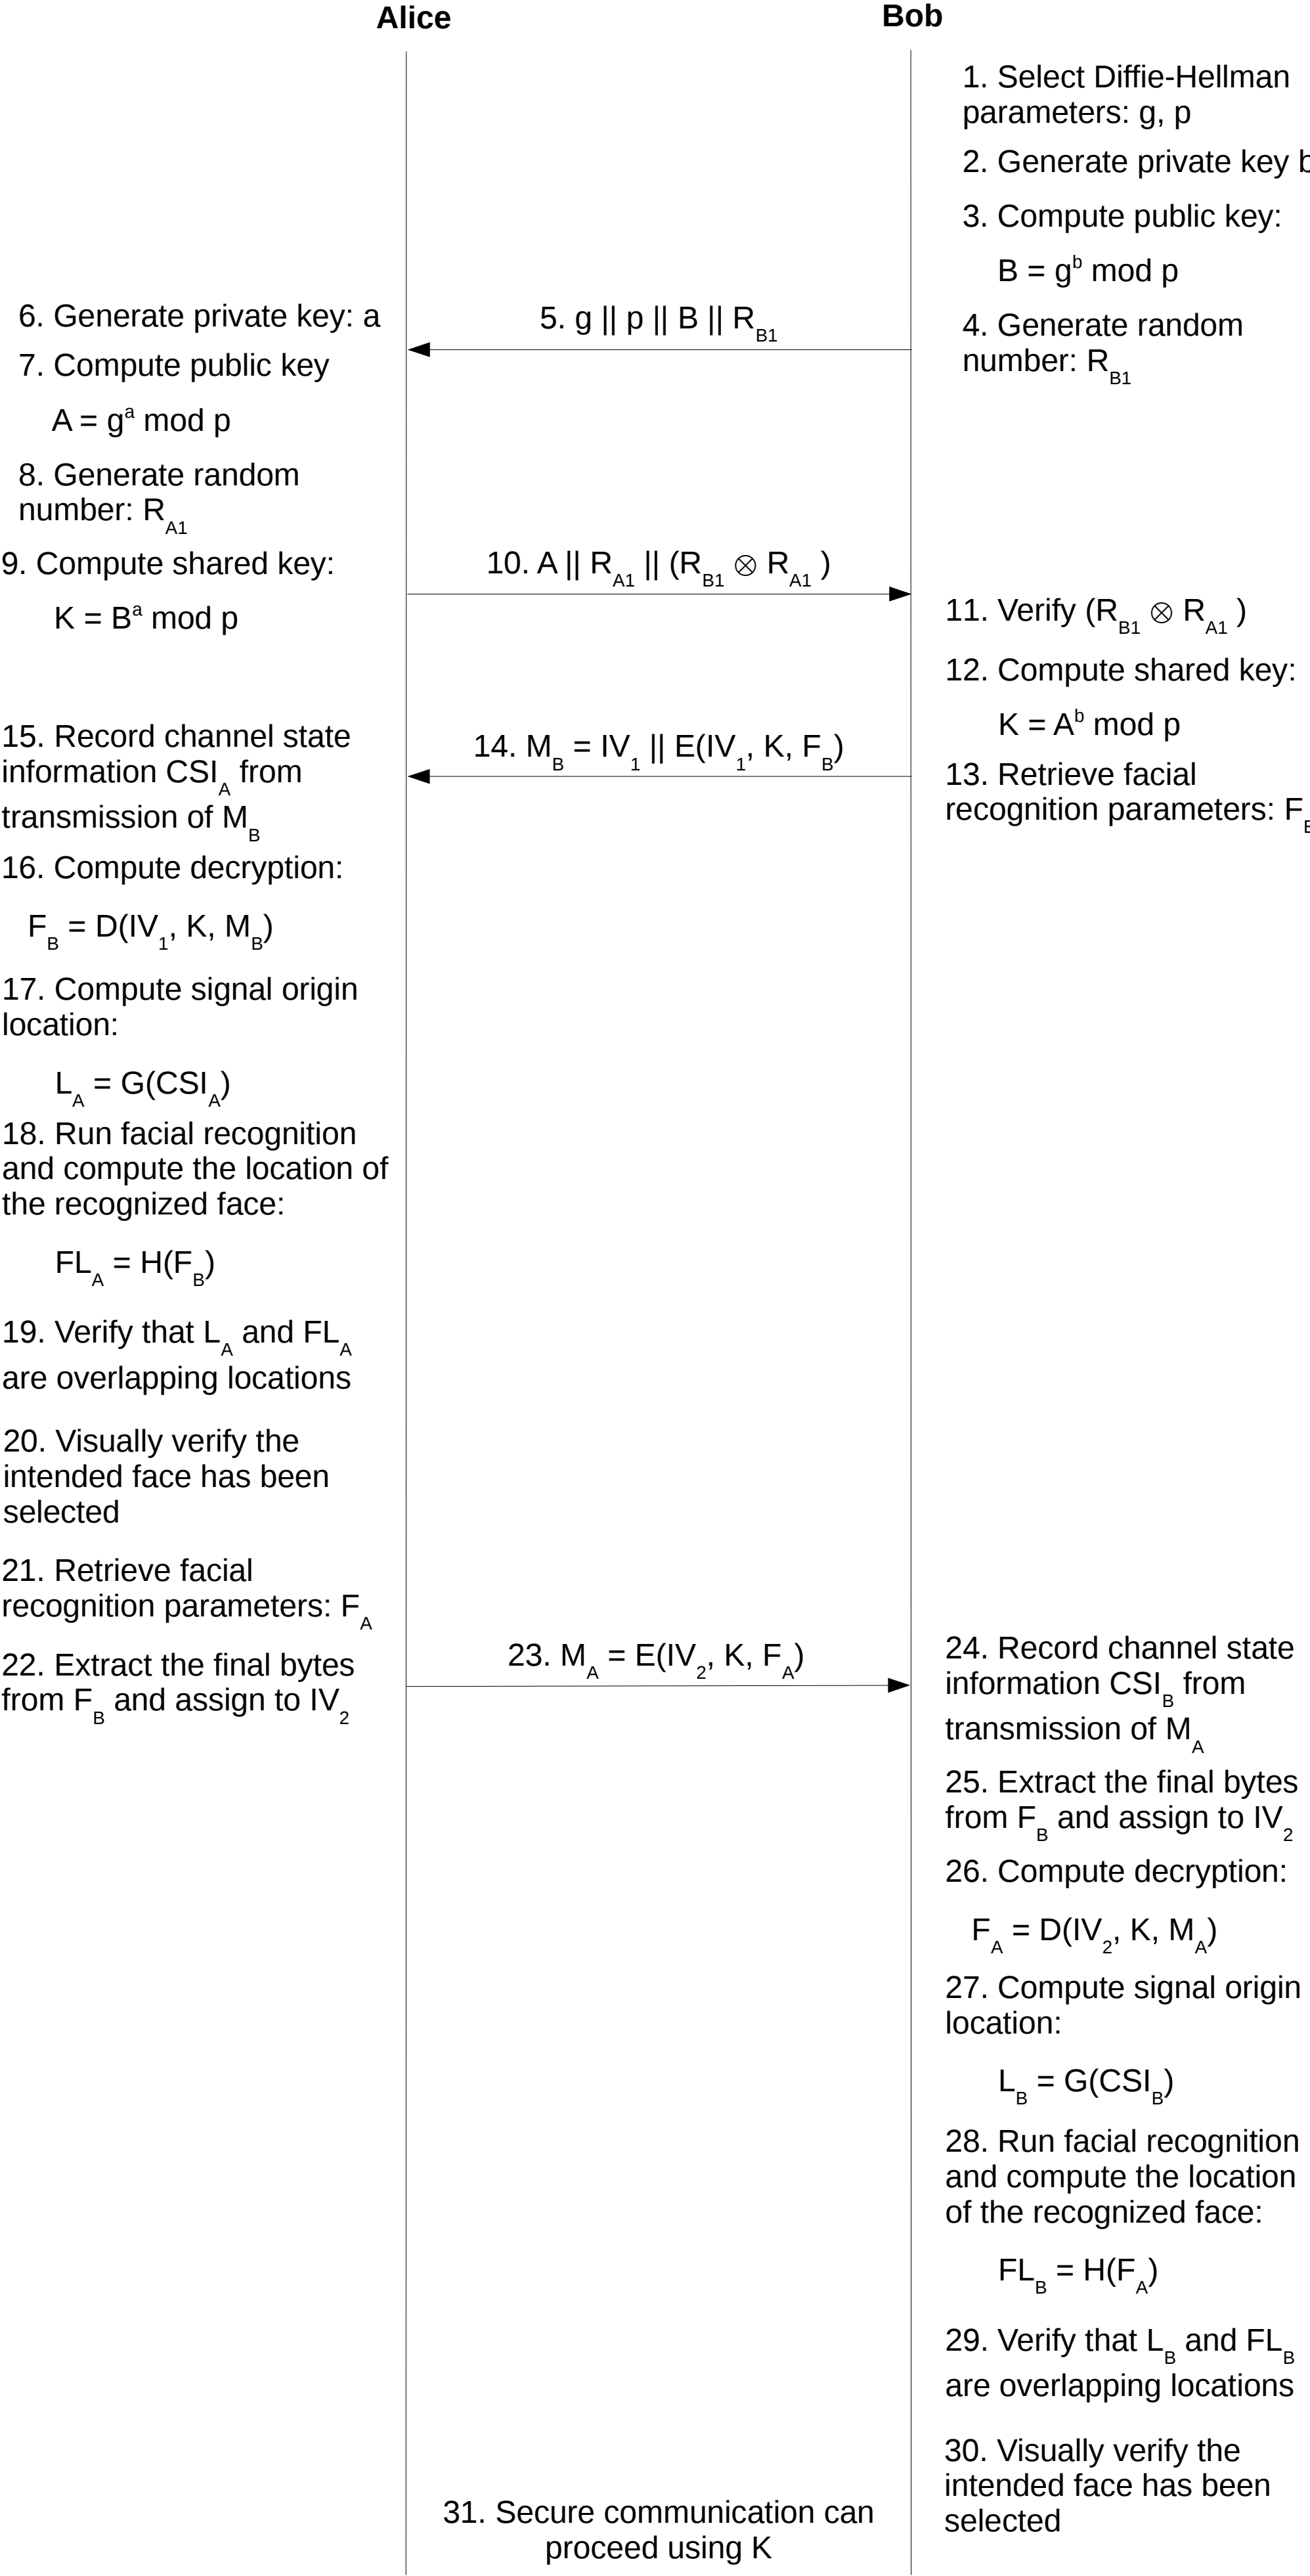 Alice
Bob
1. Select Diffie-Hellman
parameters: g, p
2. Generate private key b
3. Compute public key:
B = g^b mod p
4. Generate random
number: R_B1
5. g || p || B || R_B1
6. Generate private key: a
7. Compute public key
A = g^a mod p
8. Generate random
number: R_A1
9. Compute shared key:
K = B^a mod p
10. A || R_A1 || (R_B1 ⊗ R_A1 )
11. Verify (R_B1 ⊗ R_A1 )
12. Compute shared key:
K = A^b mod p
13. Retrieve facial
recognition parameters: F_B
14. M_B = IV_1 || E(IV_1, K, F_B)
15. Record channel state
information CSI_A from
transmission of M_B
16. Compute decryption:
F_B = D(IV_1, K, M_B)
17. Compute signal origin
location:
L_A = G(CSI_A)
18. Run facial recognition
and compute the location of
the recognized face:
FL_A = H(F_B)
19. Verify that L_A and FL_A
are overlapping locations
20. Visually verify the
intended face has been
selected
21. Retrieve facial
recognition parameters: F_A
22. Extract the final bytes
from F_B and assign to IV_2
23. M_A = E(IV_2, K, F_A)
24. Record channel state
information CSI_B from
transmission of M_A
25. Extract the final bytes
from F_B and assign to IV_2
26. Compute decryption:
F_A = D(IV_2, K, M_A)
27. Compute signal origin
location:
L_B = G(CSI_B)
28. Run facial recognition
and compute the location
of the recognized face:
FL_B = H(F_A)
29. Verify that L_B and FL_B
are overlapping locations
30. Visually verify the
intended face has been
selected
31. Secure communication can
proceed using K